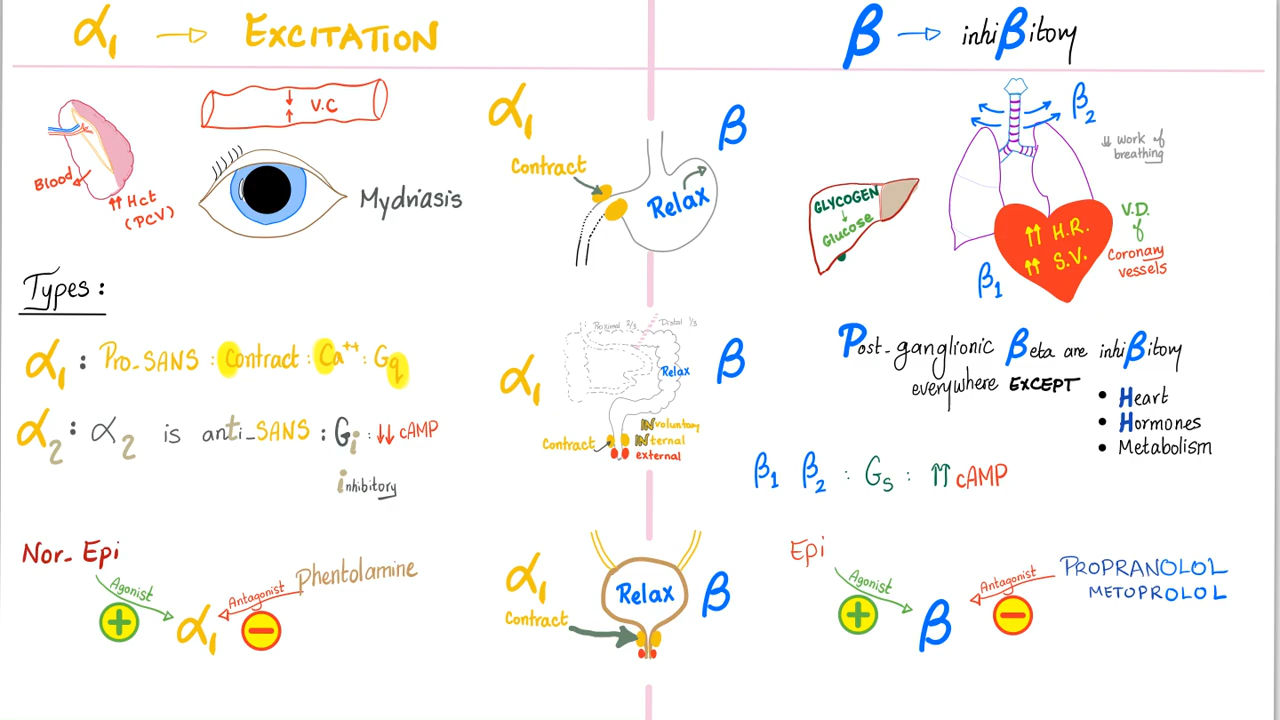 α1 → EXCITATION
β → inhiβitory
V.C
Blood
↑↑ Hct
(PCV)
Mydriasis
α1
β
Contract
Relax
β2
↓↓ work of
breathing
GLYCOGEN
↓
Glucose
↑↑ H.R.
↑↑ S.V.
β1
V.D.
of
Coronary
vessels
Types:
α1 : Pro-SANS : Contract : Ca++ : Gq
α2 : α2 is anti-SANS : Gi : ↓↓ cAMP
inhibitory
Proximal 2/3
Distal 1/3
α1
β
Relax
Contract
INvoluntary
INternal
external
Post-ganglionic Beta are inhiBitory
everywhere EXCEPT
• Heart
• Hormones
• Metabolism
β1 β2 : Gs : ↑↑ cAMP
Nor-Epi
Agonist
+
α1
Antagonist
−
Phentolamine
α1
Contract
Relax
β
Epi
Agonist
+
β
Antagonist
−
PROPRANOLOL
METOPROLOL